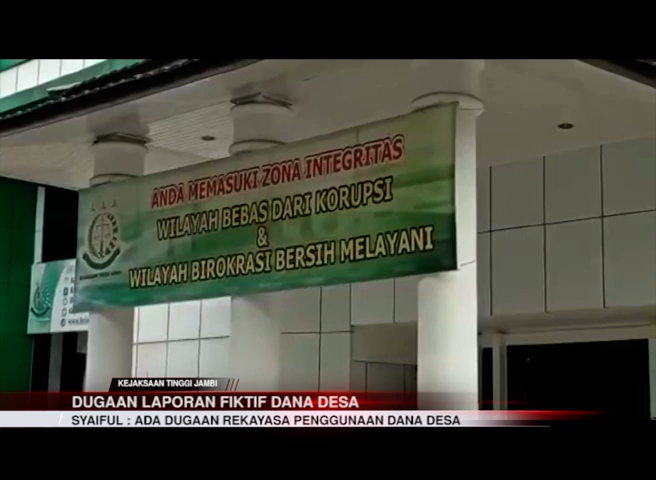 ANDA MEMASUKI ZONA INTEGRITAS
WILAYAH BEBAS DARI KORUPSI
&
WILAYAH BIROKRASI BERSIH MELAYANI
KEJAKSAAN TINGGI JAMBI
DUGAAN LAPORAN FIKTIF DANA DESA
SYAIFUL : ADA DUGAAN REKAYASA PENGGUNAAN DANA DESA